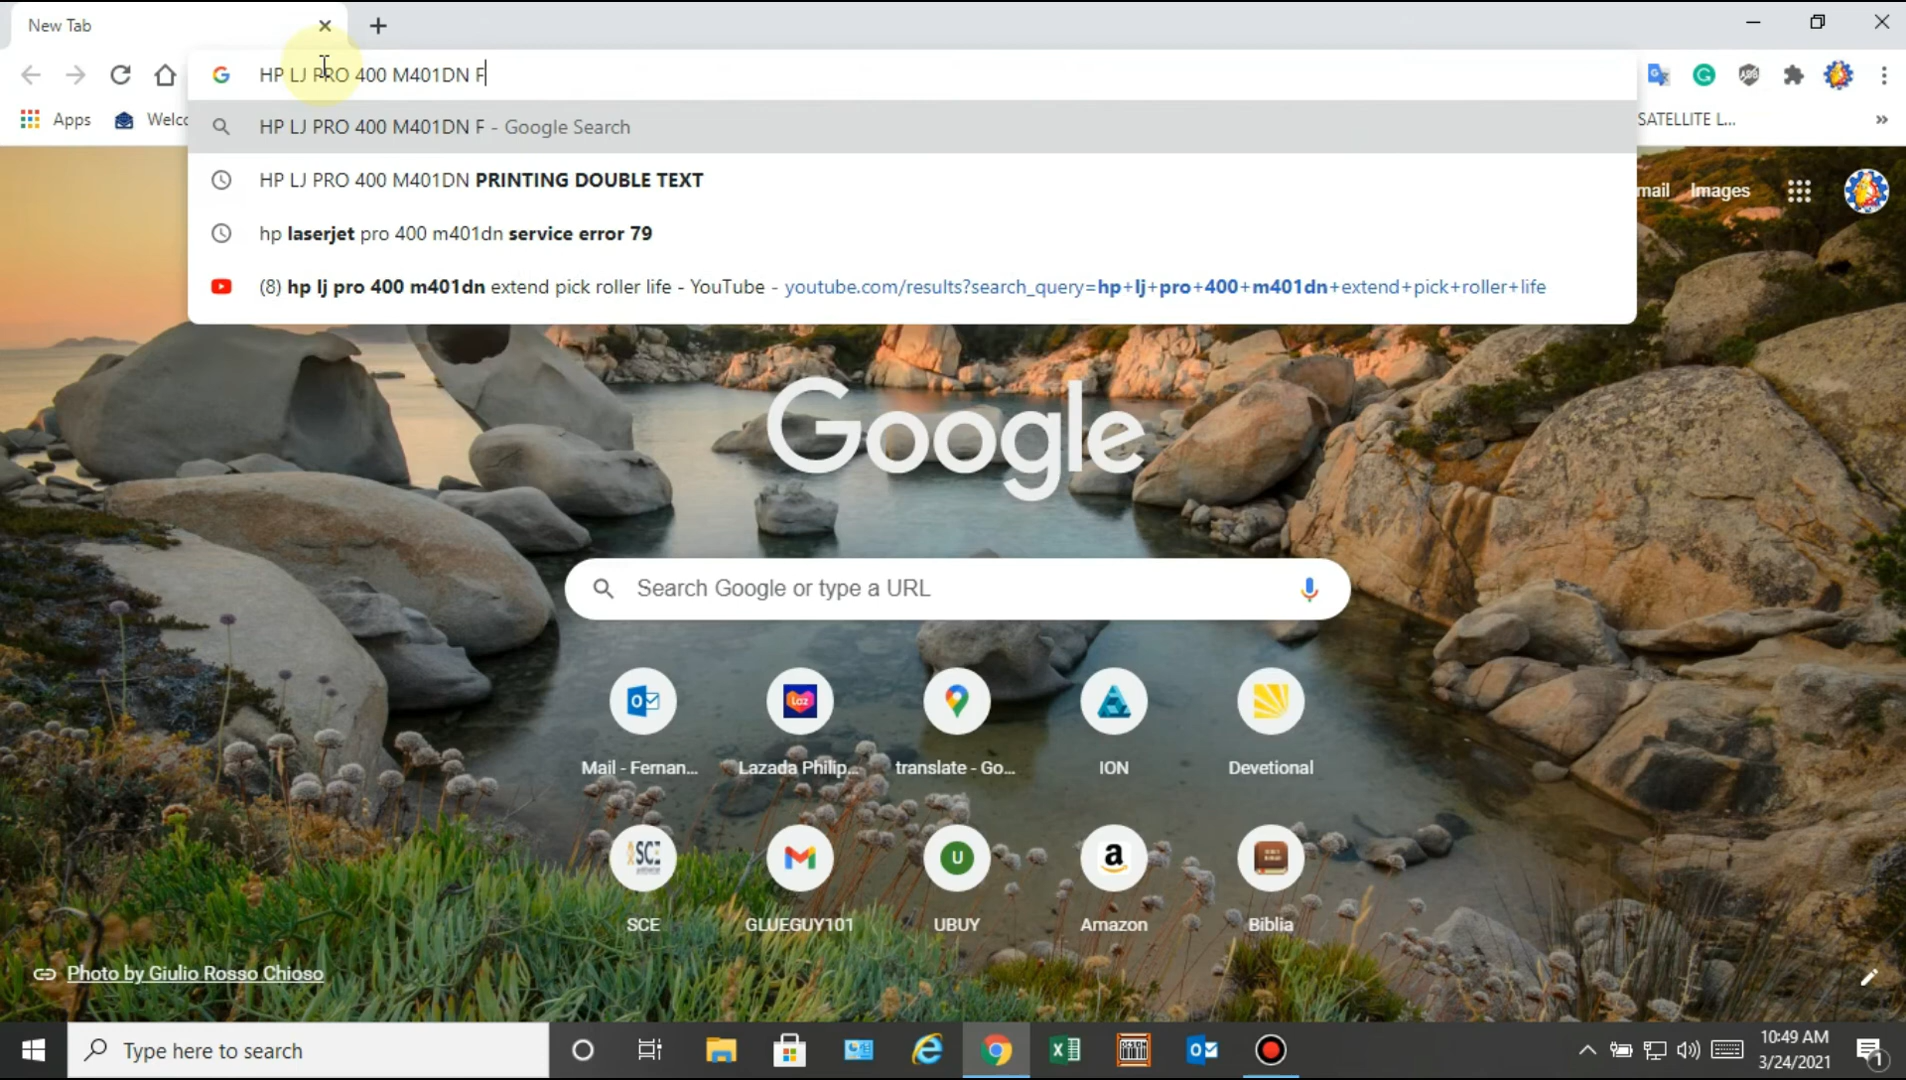 New Tab
HP LJ PRO 400 M401DN F
HP LJ PRO 400 M401DN F - Google Search
HP LJ PRO 400 M401DN PRINTING DOUBLE TEXT
hp laserjet pro 400 m401dn service error 79
(8) hp lj pro 400 m401dn extend pick roller life - YouTube - youtube.com/results?search_query=hp+lj+pro+400+m401dn+extend+pick+roller+life
Apps
Welc
SATELLITE L...
»
mail Images
Google
Search Google or type a URL
Mail - Fernan...
Lazada Philip...
translate - Go...
ION
Devetional
SCE
GLUEGUY101
UBUY
Amazon
Biblia
Photo by Giulio Rosso Chioso
Type here to search
10:49 AM
3/24/2021
1